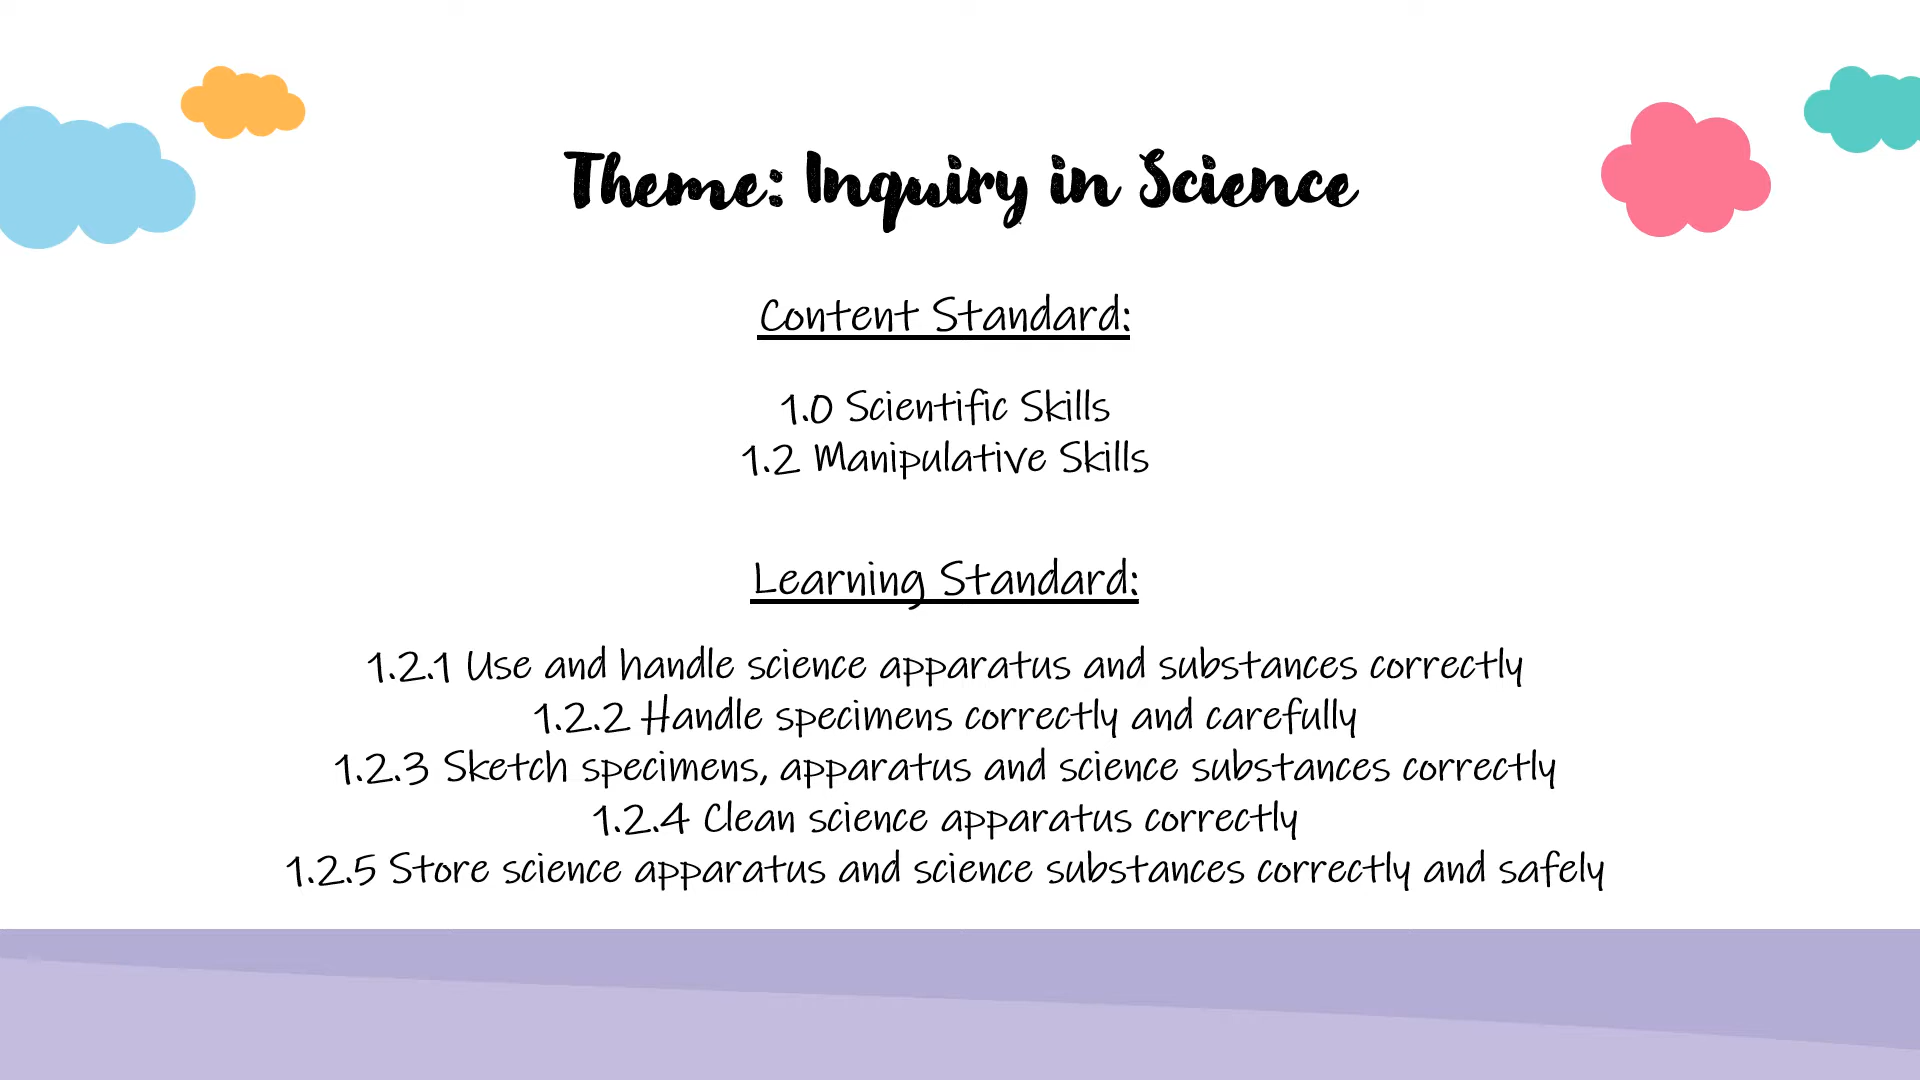 Theme: Inquiry in Science
Content Standard:
1.0 Scientific Skills
1.2 Manipulative Skills
Learning Standard:
1.2.1 Use and handle science apparatus and substances correctly
1.2.2 Handle specimens correctly and carefully
1.2.3 Sketch specimens, apparatus and science substances correctly
1.2.4 Clean science apparatus correctly
1.2.5 Store science apparatus and science substances correctly and safely